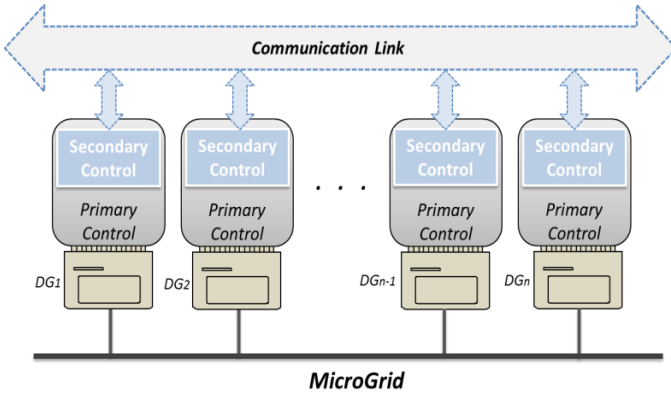 Communication Link
Secondary
Control
Secondary
Control
Secondary
Control
Secondary
Control
. . .
Primary
Control
Primary
Control
Primary
Control
Primary
Control
DG1
DG2
DGn-1
DGn
MicroGrid